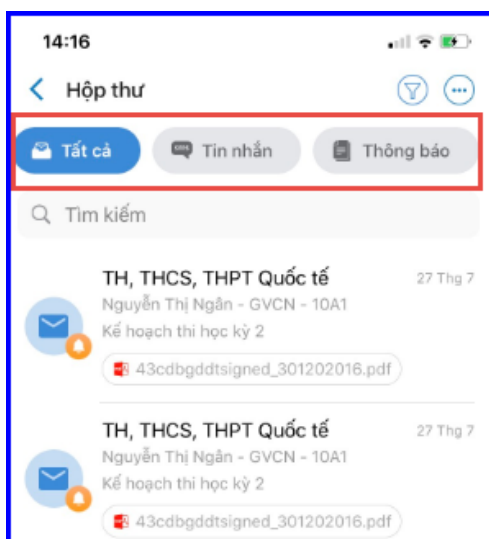 14:16
Hộp thư
Tất cả Tin nhắn Thông báo
Tìm kiếm
TH, THCS, THPT Quốc tế 27 Thg 7
Nguyễn Thị Ngân - GVCN - 10A1
Kế hoạch thi học kỳ 2
43cdbgddtsigned_301202016.pdf
TH, THCS, THPT Quốc tế 27 Thg 7
Nguyễn Thị Ngân - GVCN - 10A1
Kế hoạch thi học kỳ 2
43cdbgddtsigned_301202016.pdf